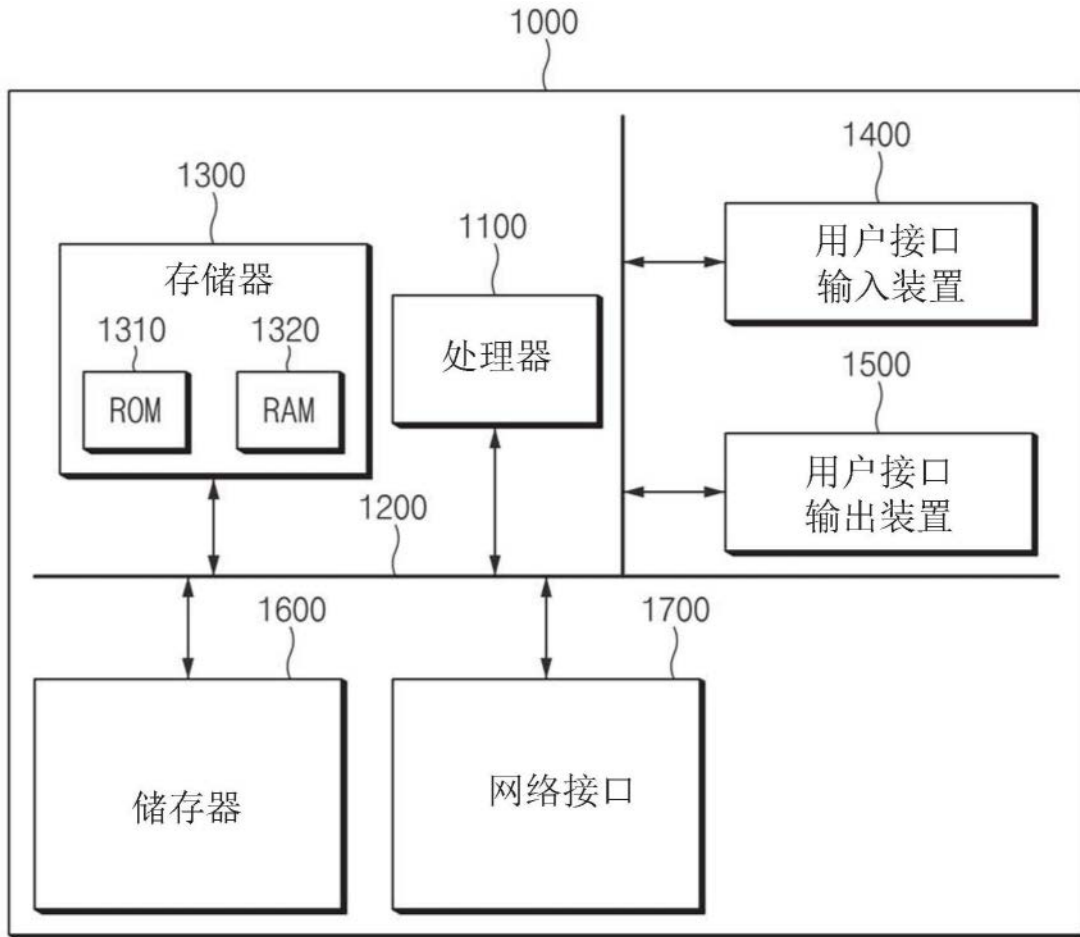 1000
1300
存储器
1310
ROM
1320
RAM
1100
处理器
1400
用户接口
输入装置
1500
用户接口
输出装置
1200
1600
储存器
1700
网络接口